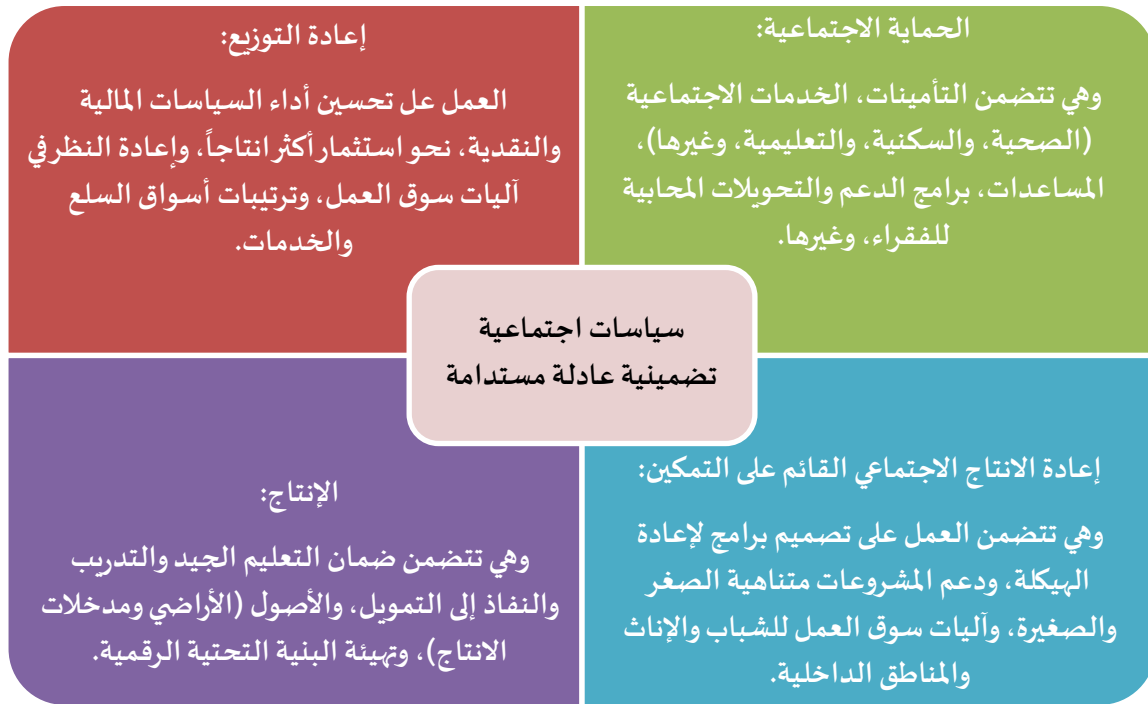 الحماية الاجتماعية:
وهي تتضمن التأمينات، الخدمات الاجتماعية
(الصحية، والسكنية، والتعليمية، وغيرها)،
المساعدات، برامج الدعم والتحويلات المحابية
للفقراء، وغيرها.
إعادة التوزيع:
العمل عل تحسين أداء السياسات المالية
والنقدية، نحو استثمار أكثر انتاجاً، وإعادة النظر في
آليات سوق العمل، وترتيبات أسواق السلع
والخدمات.
سياسات اجتماعية
تضمينية عادلة مستدامة
إعادة الانتاج الاجتماعي القائم على التمكين:
وهي تتضمن العمل على تصميم برامج لإعادة
الهيكلة، ودعم المشروعات متناهية الصغر
والصغيرة، وآليات سوق العمل للشباب والإناث
والمناطق الداخلية.
الإنتاج:
وهي تتضمن ضمان التعليم الجيد والتدريب
والنفاذ إلى التمويل، والأصول (الأراضي ومدخلات
الانتاج)، وتهيئة البنية التحتية الرقمية.